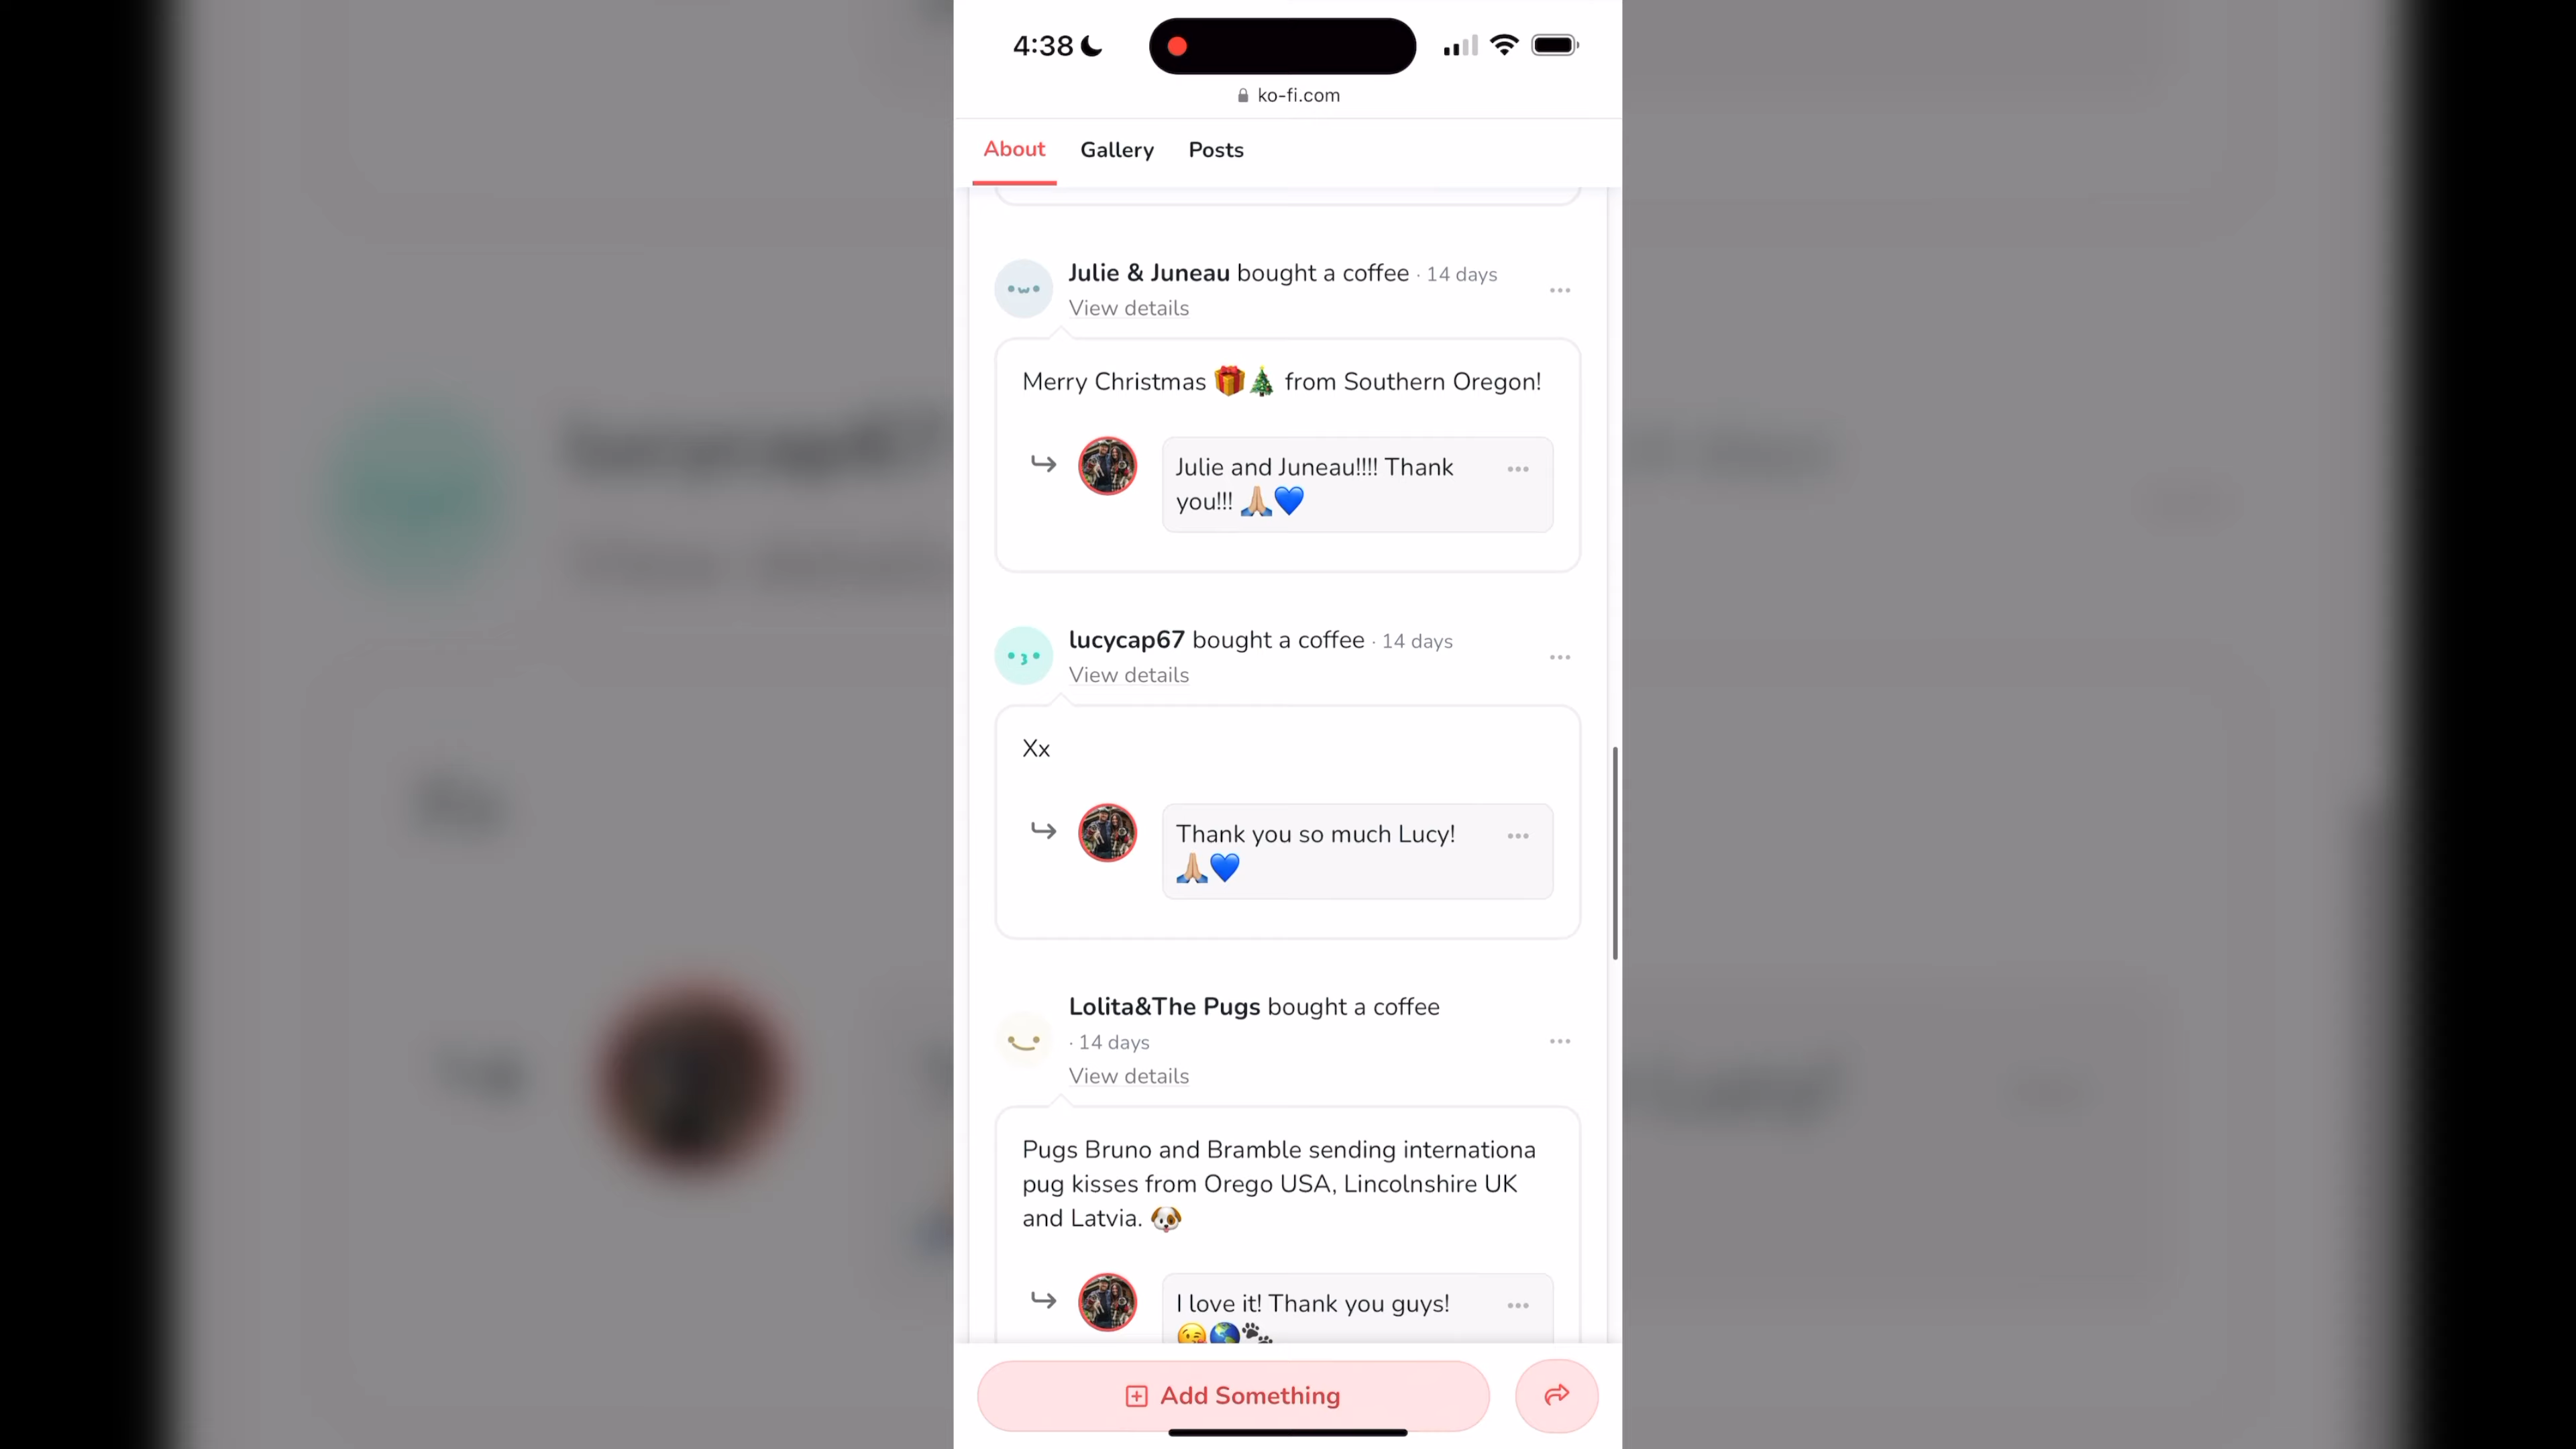 4:38
ko-fi.com
About Gallery Posts
Julie & Juneau bought a coffee · 14 days
View details
Merry Christmas 🎁🎄 from Southern Oregon!
Julie and Juneau!!!! Thank
you!!! 🙏🏼💙
lucycap67 bought a coffee · 14 days
View details
Xx
Thank you so much Lucy!
🙏🏼💙
Lolita&The Pugs bought a coffee
· 14 days
View details
Pugs Bruno and Bramble sending internationa
pug kisses from Orego USA, Lincolnshire UK
and Latvia. 🐶
I love it! Thank you guys!
😘🌎🐾
Add Something